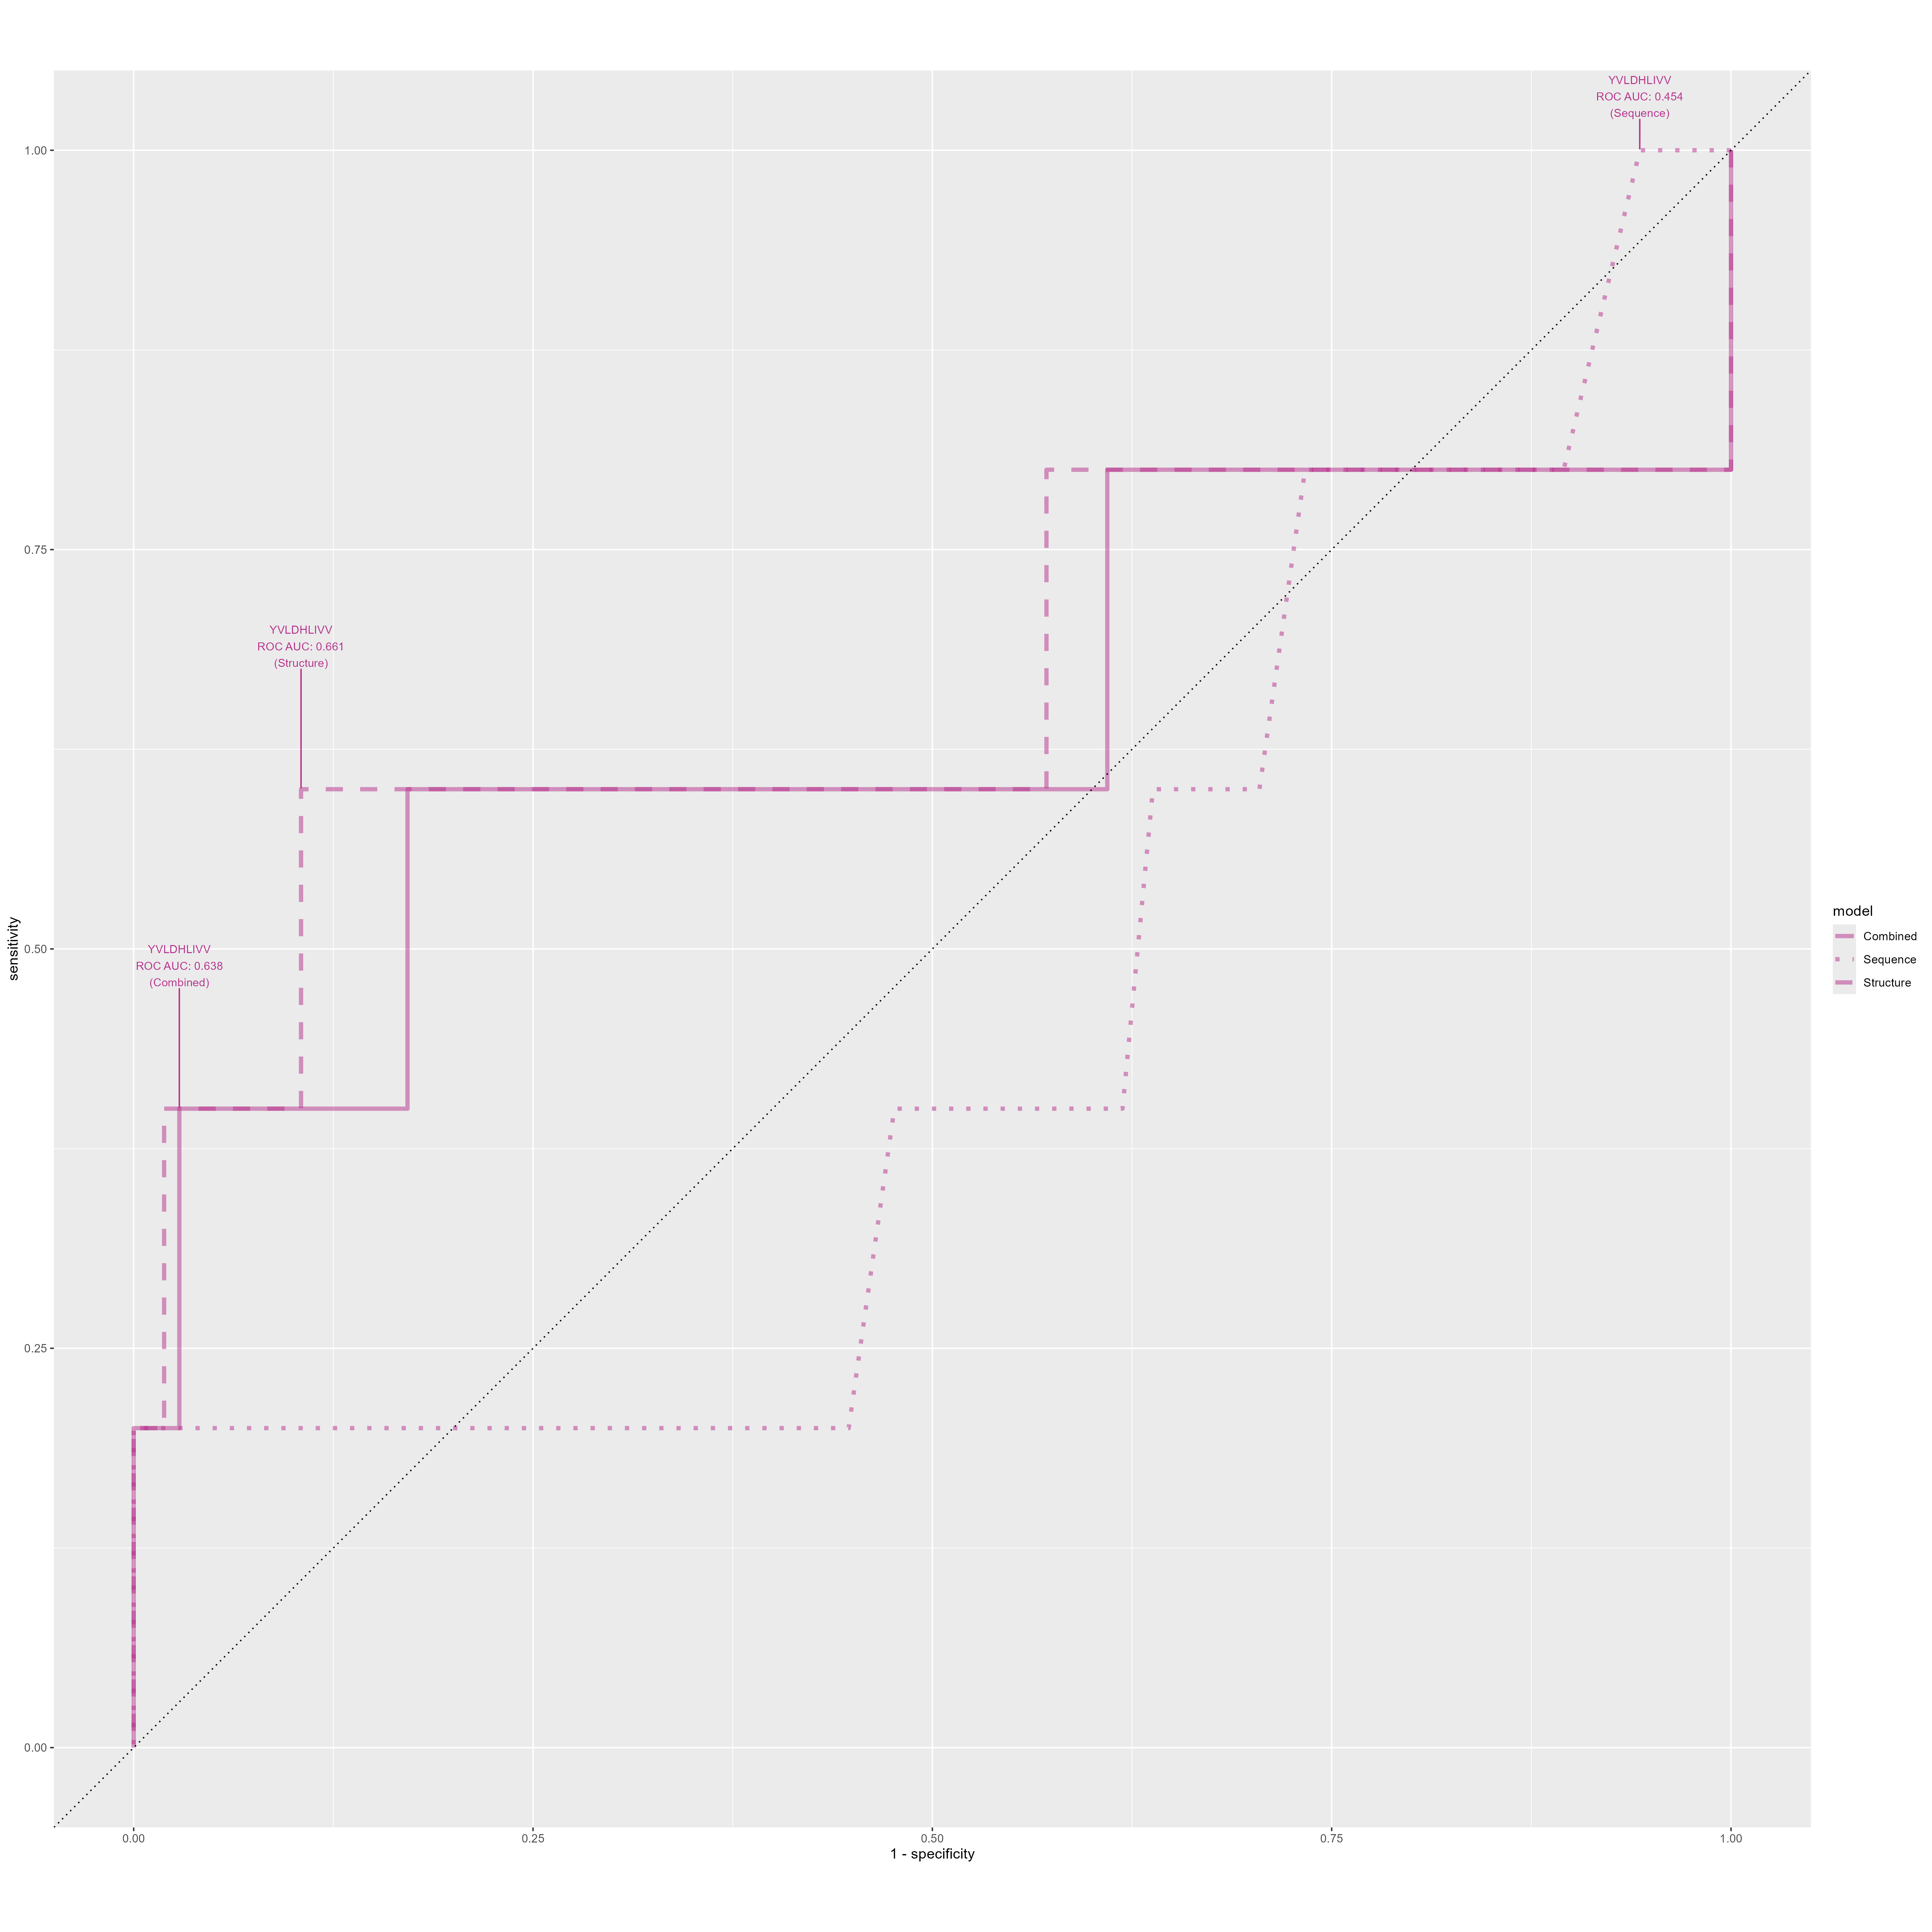 YVLDHLIVV
ROC AUC: 0.454
(Sequence)
YVLDHLIVV
ROC AUC: 0.661
(Structure)
YVLDHLIVV
ROC AUC: 0.638
(Combined)
1.00
0.75
0.50
0.25
0.00
sensitivity
0.00
0.25
0.50
0.75
1.00
1 - specificity
model
Combined
Sequence
Structure